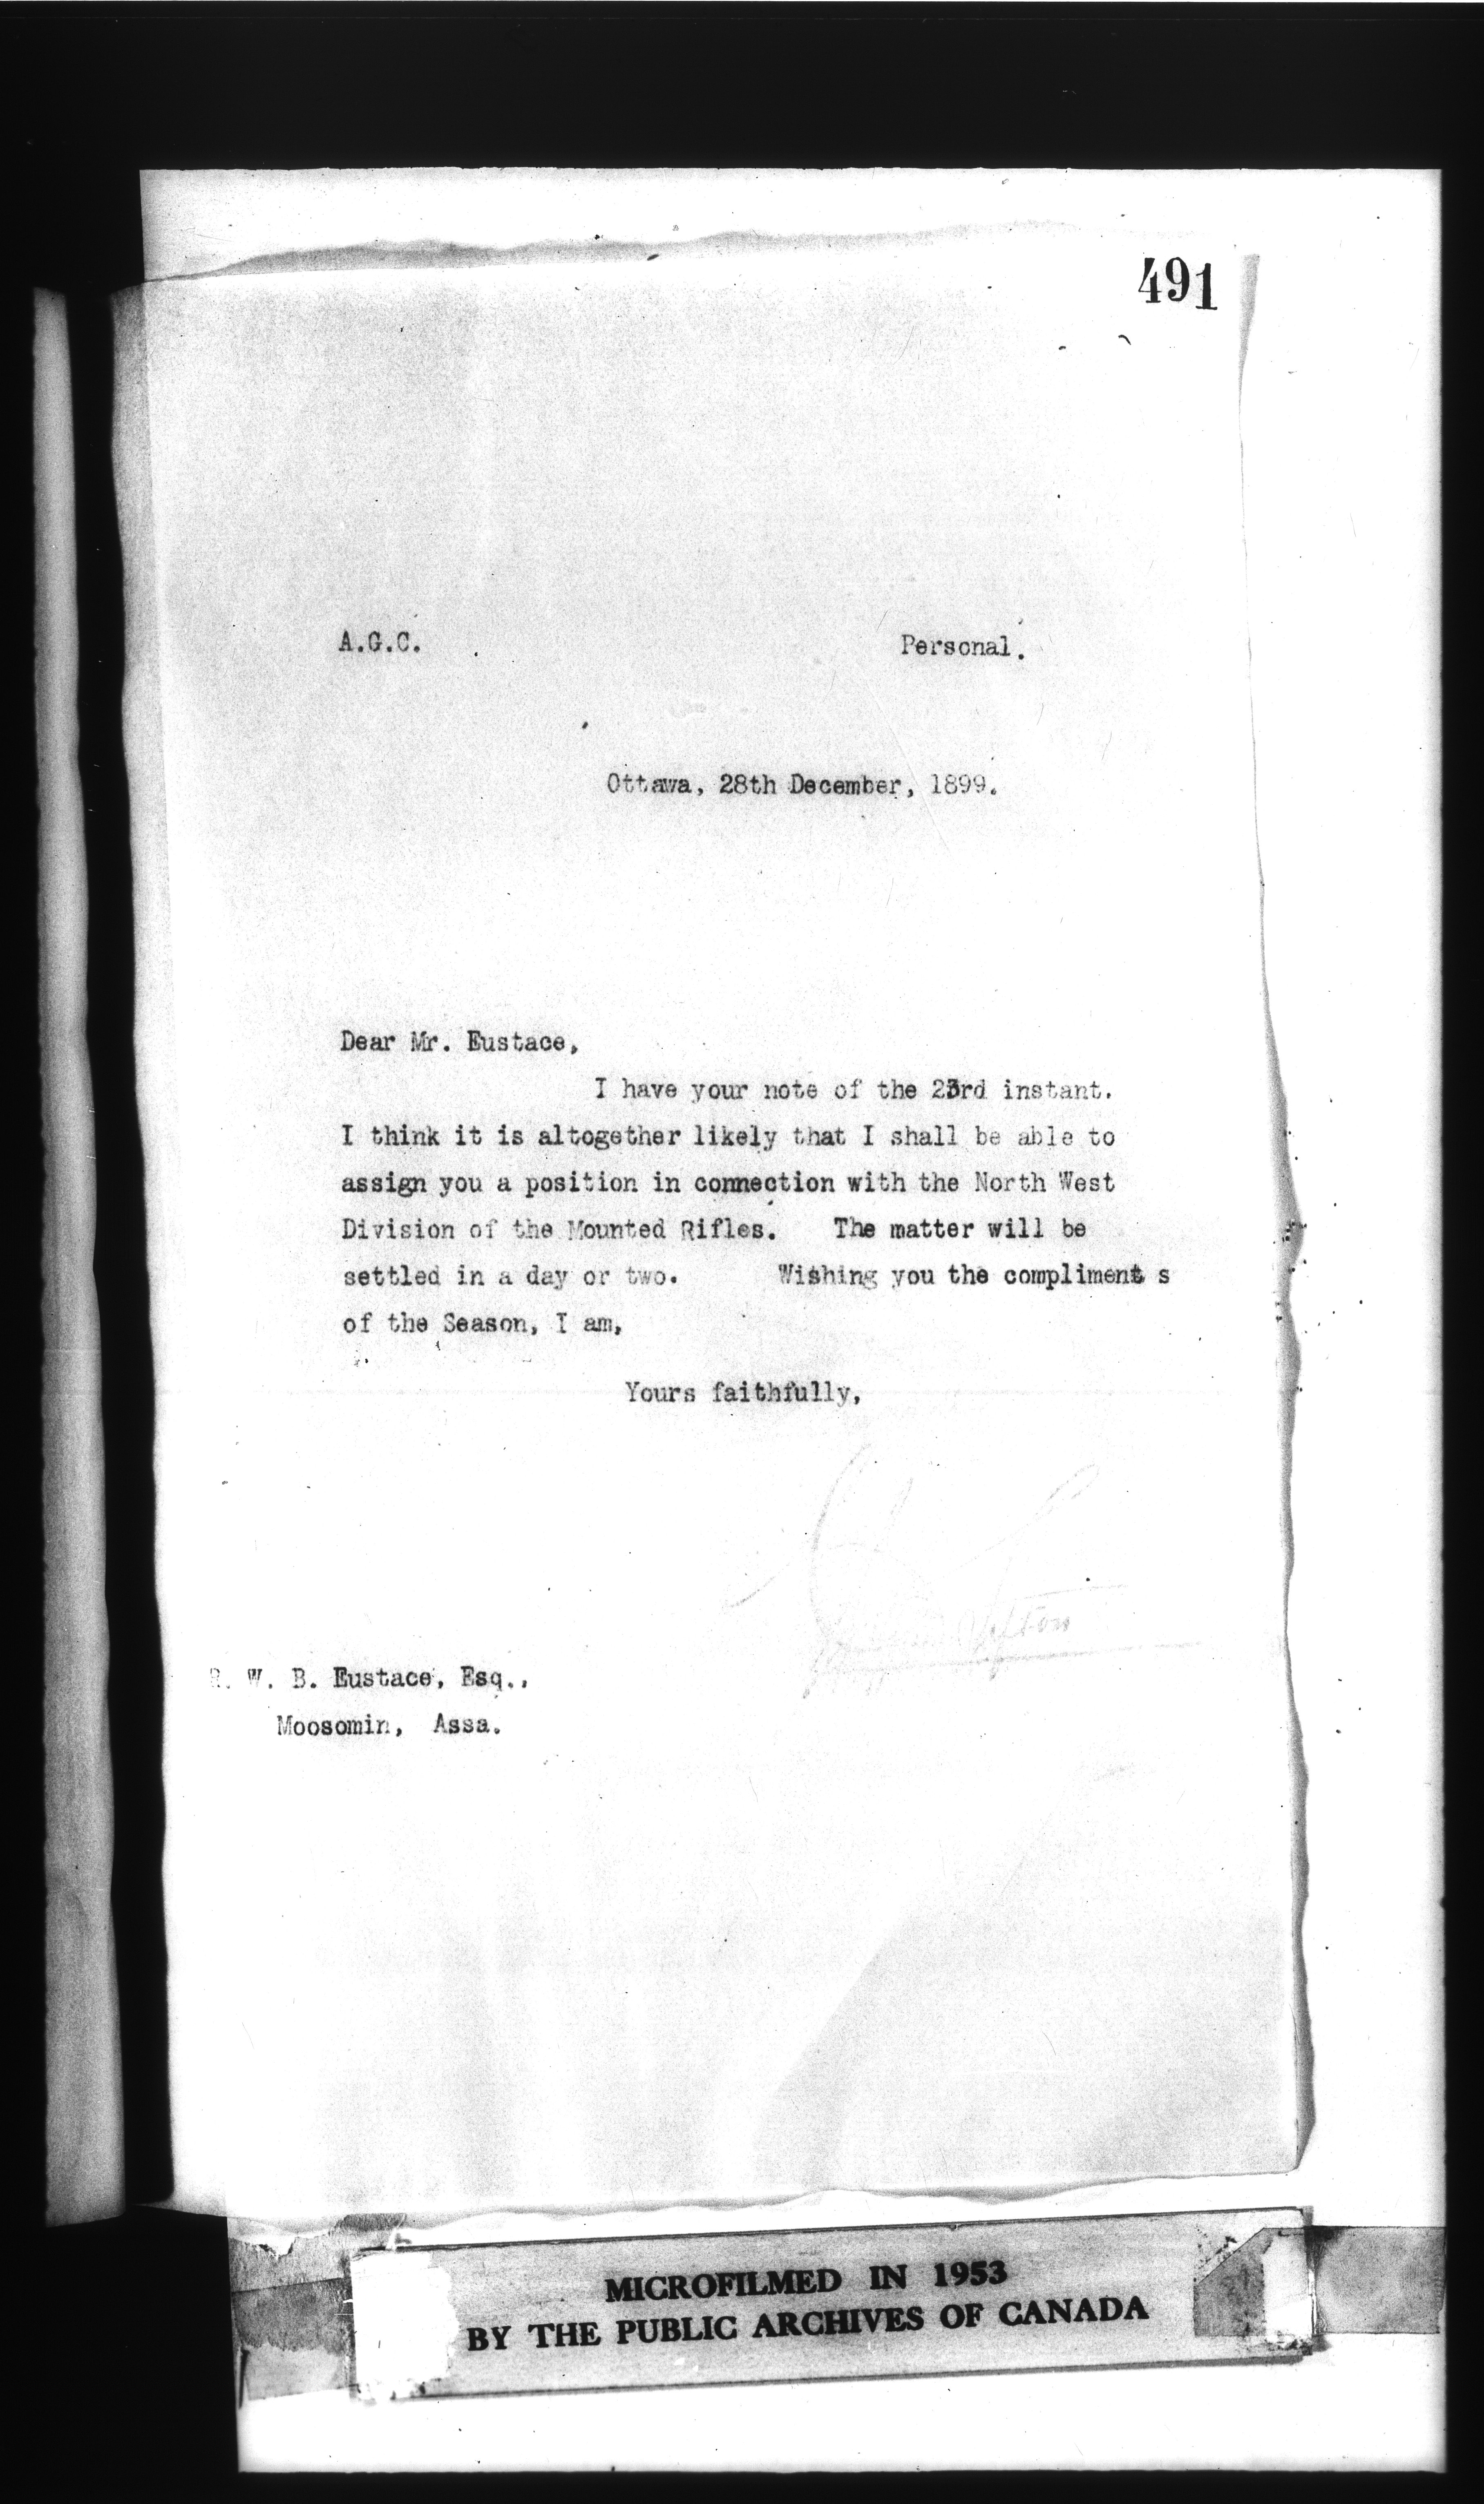 491
A.G.C. Personal.
Ottawa, 28th December, 1899.
Dear Mr. Eustace,
I have your note of the 23rd instant.
I think it is altogether likely that I shall be able to
assign you a position in connection with the North West
Division of the Mounted Rifles. The matter will be
settled in a day or two. Wishing you the compliment s
of the Season, I am,
Yours faithfully,
R. W. B. Eustace, Esq.,
Moosomin, Assa.
MICROFILMED IN 1953
BY THE PUBLIC ARCHIVES OF CANADA